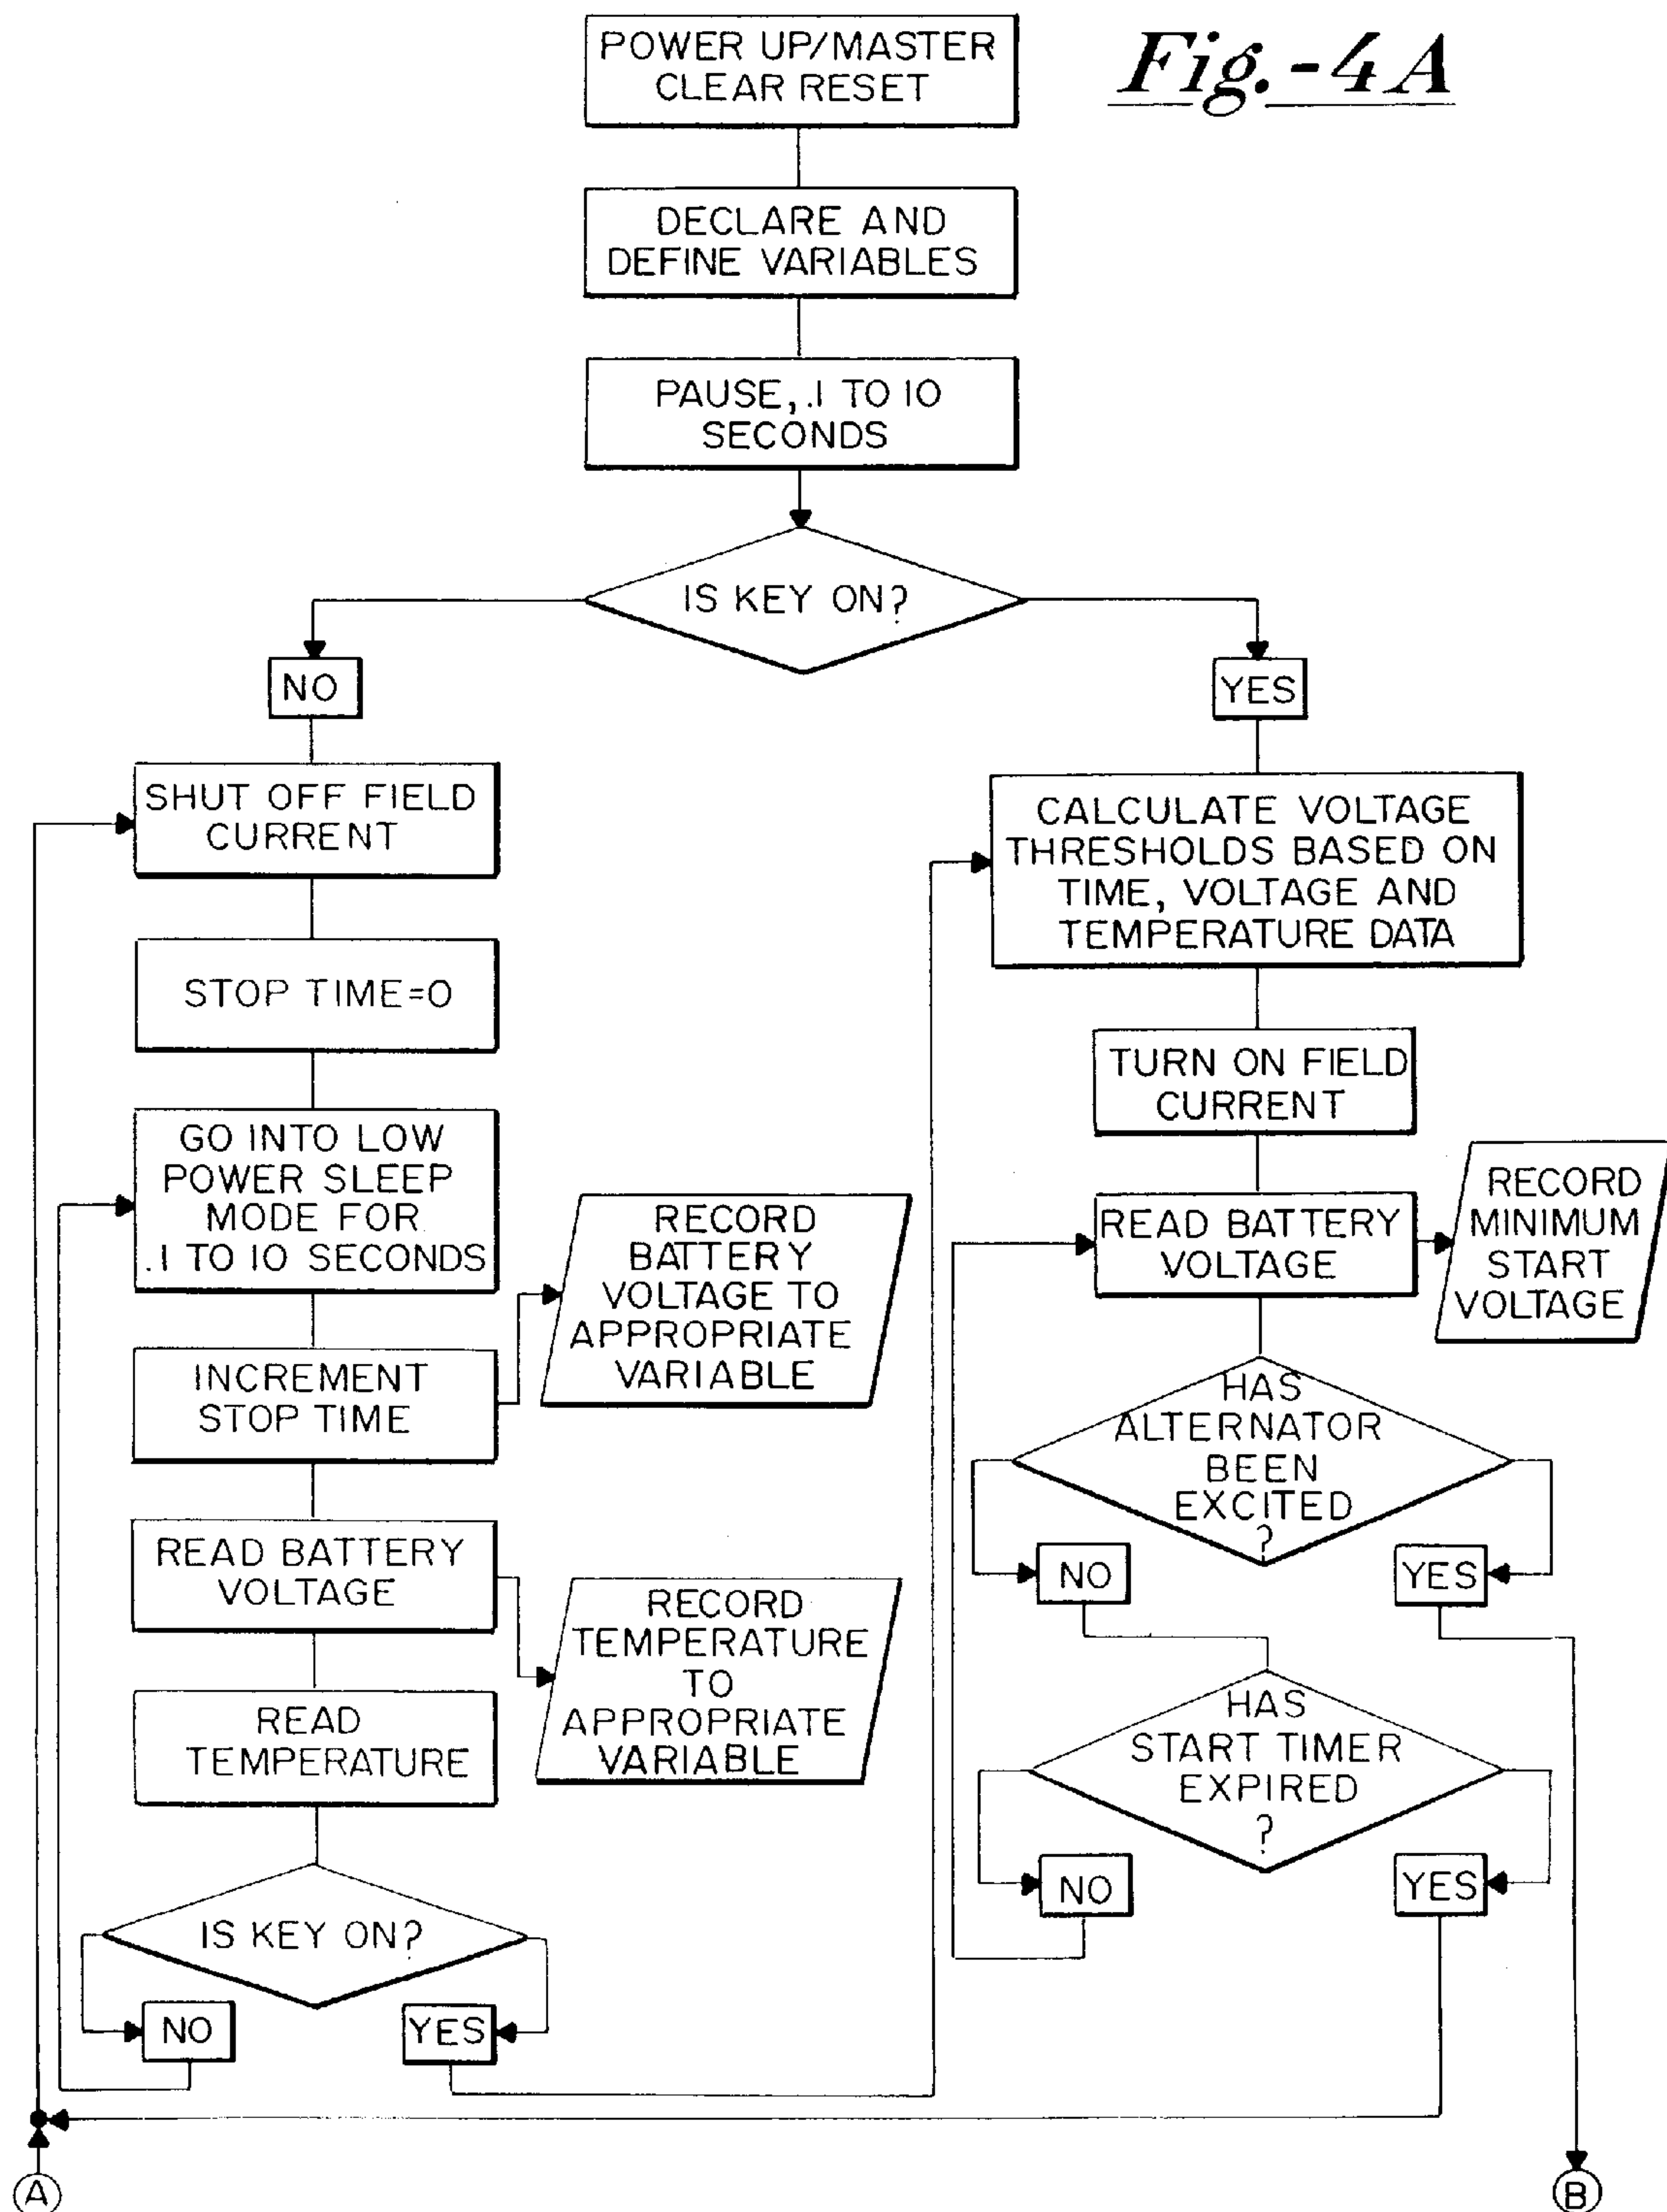 Fig.-4A
POWER UP/MASTER
CLEAR RESET
DECLARE AND
DEFINE VARIABLES
PAUSE, .1 TO 10
SECONDS
IS KEY ON?
NO
YES
SHUT OFF FIELD
CURRENT
STOP TIME=0
GO INTO LOW
POWER SLEEP
MODE FOR
.1 TO 10 SECONDS
INCREMENT
STOP TIME
RECORD
BATTERY
VOLTAGE TO
APPROPRIATE
VARIABLE
READ BATTERY
VOLTAGE
RECORD
TEMPERATURE
TO
APPROPRIATE
VARIABLE
READ
TEMPERATURE
IS KEY ON?
NO
YES
CALCULATE VOLTAGE
THRESHOLDS BASED ON
TIME, VOLTAGE AND
TEMPERATURE DATA
TURN ON FIELD
CURRENT
READ BATTERY
VOLTAGE
RECORD
MINIMUM
START
VOLTAGE
HAS
ALTERNATOR
BEEN
EXCITED
?
NO
YES
HAS
START TIMER
EXPIRED
?
NO
YES
A
B